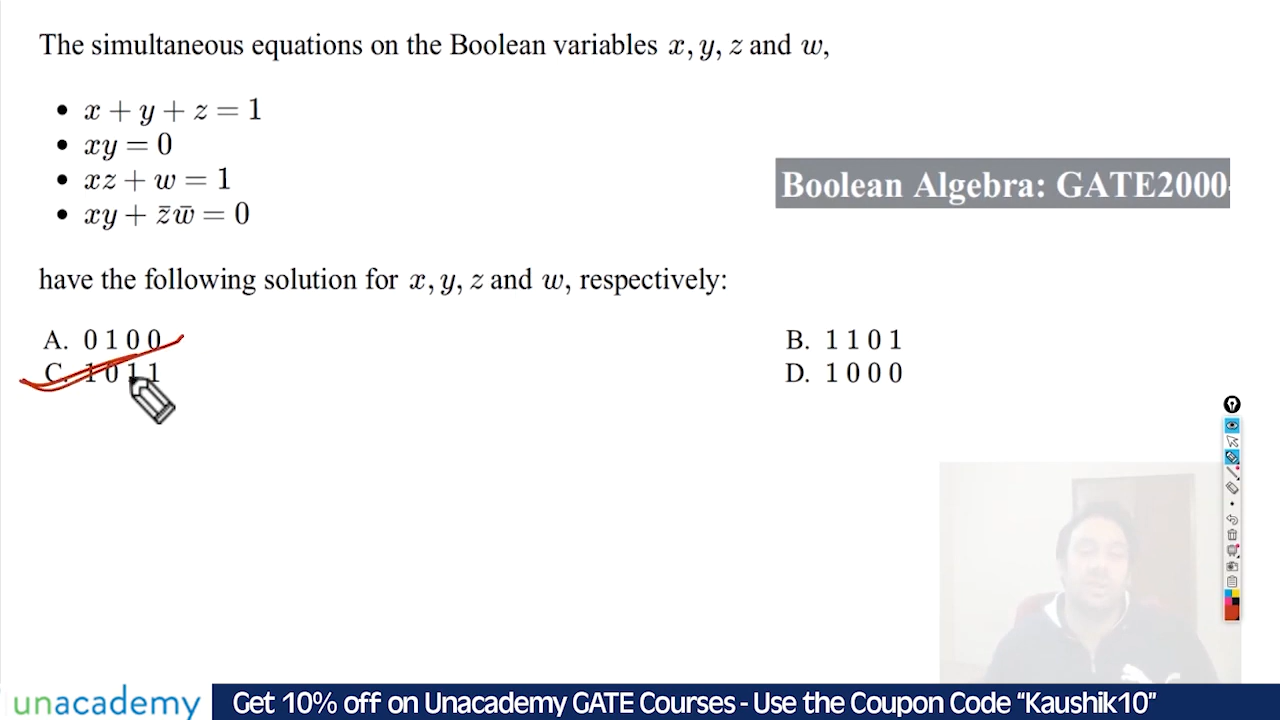 The simultaneous equations on the Boolean variables x, y, z and w,
• x + y + z = 1
• xy = 0
• xz + w = 1
• xy + z̄w̄ = 0
Boolean Algebra: GATE2000-
have the following solution for x, y, z and w, respectively:
A. 0 1 0 0
B. 1 1 0 1
C. 1 0 1 1
D. 1 0 0 0
unacademy
Get 10% off on Unacademy GATE Courses - Use the Coupon Code “Kaushik10”